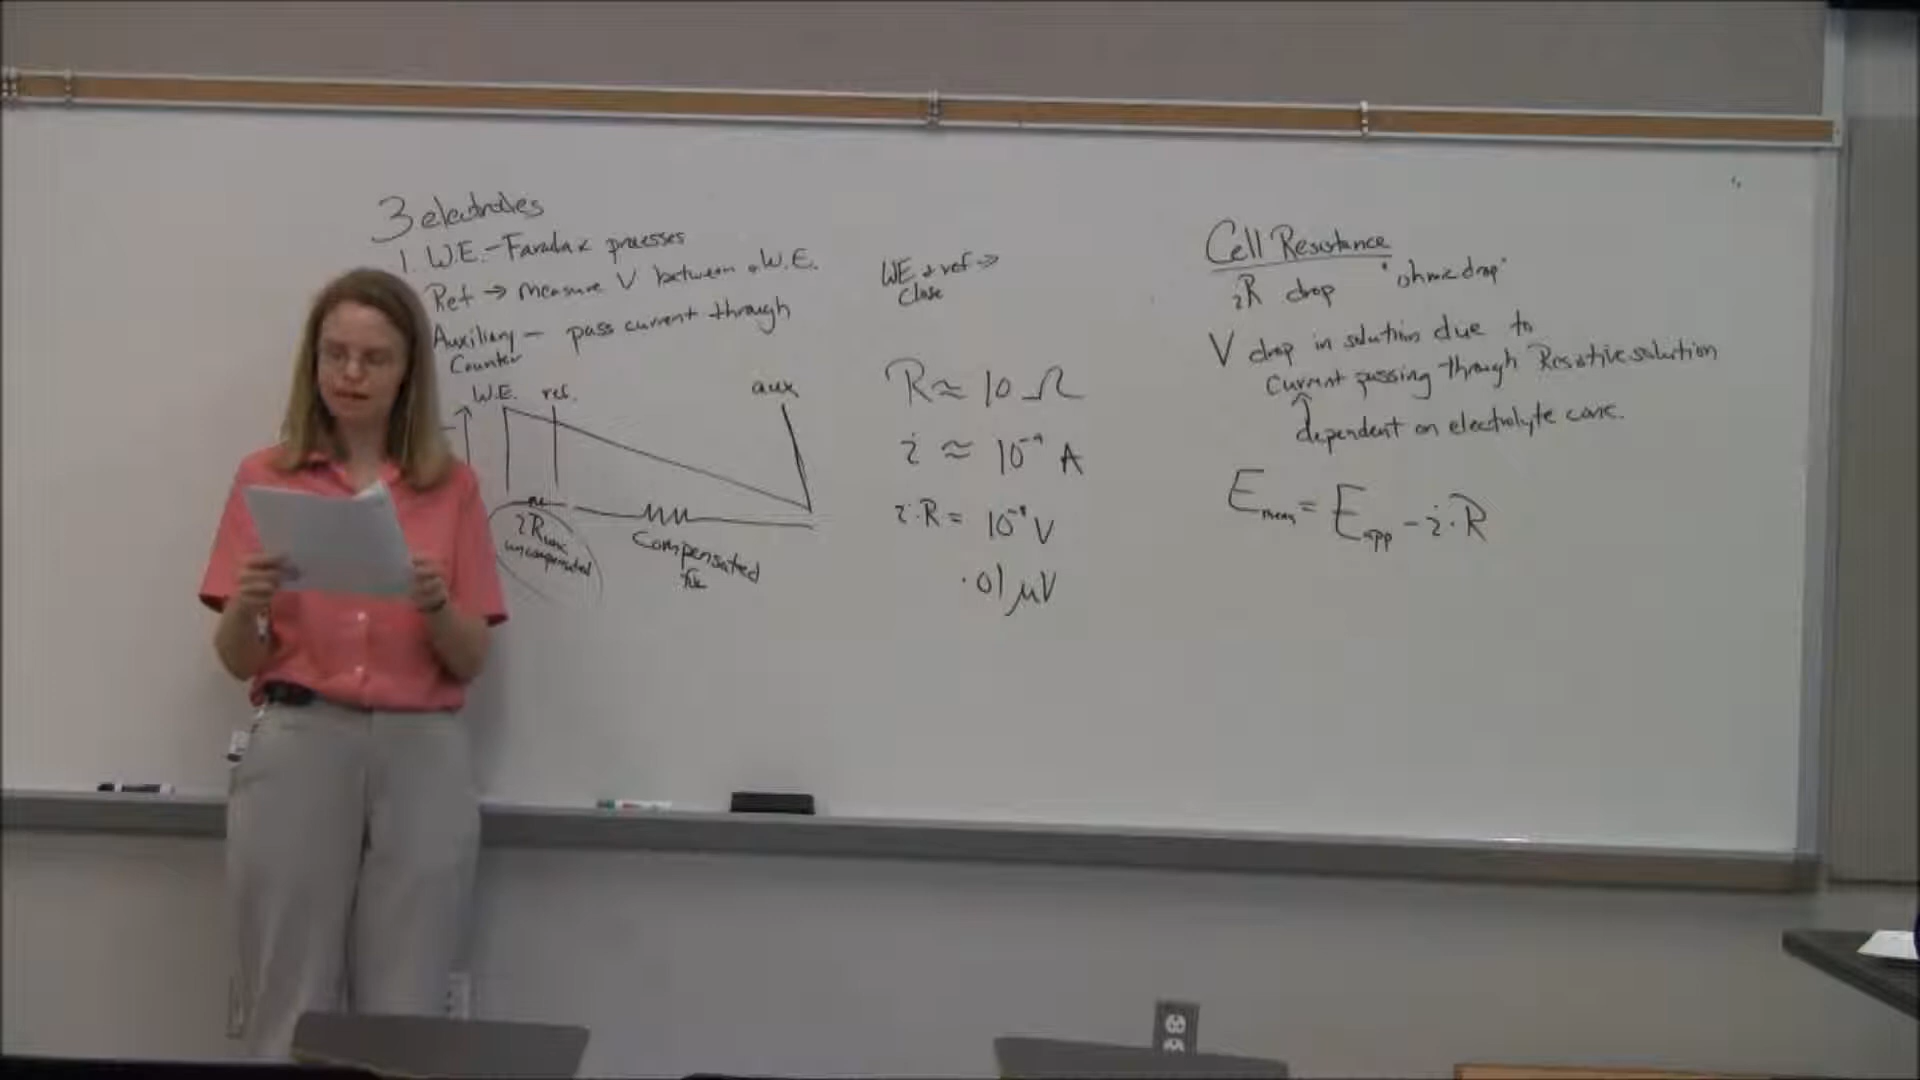 3 electrodes
1. W.E. - Faradaic processes
Ref → measure V between + W.E.
Auxiliary - pass current through
Counter
W.E. ref. aux
iRunc
uncompensated
Compensated
for
WE + ref →
Close
R ≈ 10 Ω
i ≈ 10⁻⁹ A
i·R = 10⁻⁸ V
.01 μV
Cell Resistance
iR drop "ohmic drop"
V drop in solution due to
current passing through Resistive solution
dependent on electrolyte conc.
Emeas = Eapp - i·R